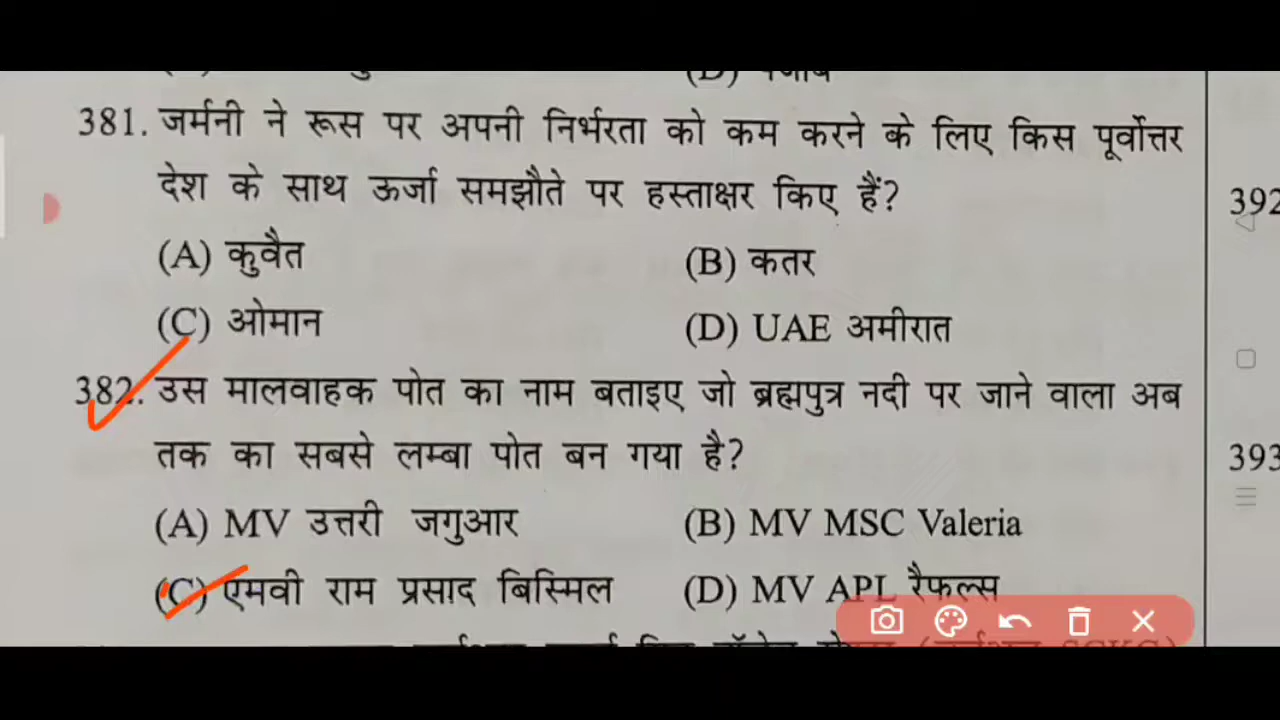 (D) पंजाब
381. जर्मनी ने रूस पर अपनी निर्भरता को कम करने के लिए किस पूर्वोत्तर
देश के साथ ऊर्जा समझौते पर हस्ताक्षर किए हैं?
(A) कुवैत (B) कतर
(C) ओमान (D) UAE अमीरात
382. उस मालवाहक पोत का नाम बताइए जो ब्रह्मपुत्र नदी पर जाने वाला अब
तक का सबसे लम्बा पोत बन गया है?
(A) MV उत्तरी जगुआर (B) MV MSC Valeria
(C) एमवी राम प्रसाद बिस्मिल (D) MV APL रैफल्स
392
393